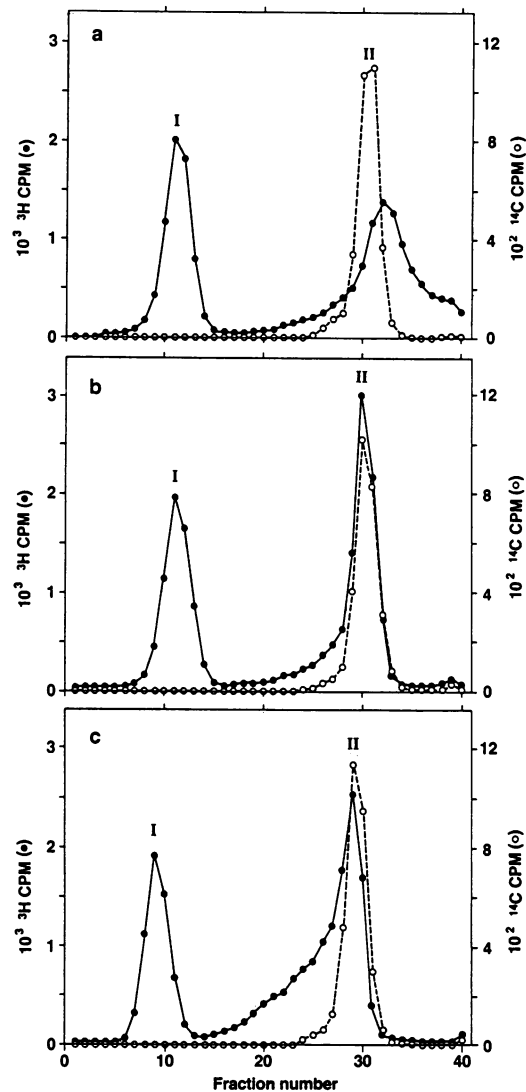 a
I
II
3
2
1
0
10³ ³H CPM (●)
12
8
4
0
10² ¹⁴C CPM (○)
b
I
II
3
2
1
0
10³ ³H CPM (●)
12
8
4
0
10² ¹⁴C CPM (○)
c
I
II
3
2
1
0
10³ ³H CPM (●)
12
8
4
0
10² ¹⁴C CPM (○)
0 10 20 30 40
Fraction number